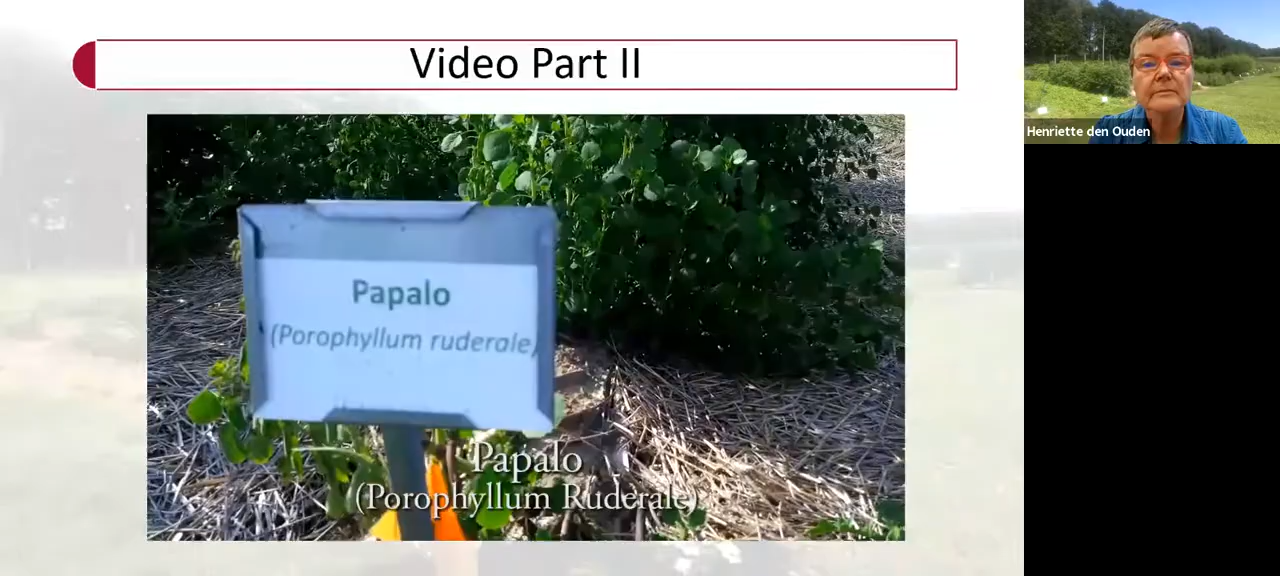 Video Part II
Henriette den Ouden
Papalo
(Porophyllum ruderale)
Papalo
(Porophyllum Ruderale)